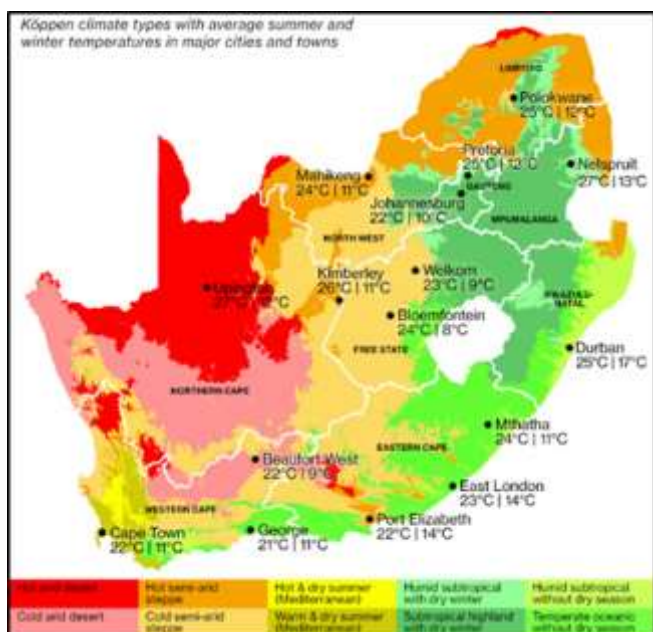 Köppen climate types with average summer and
winter temperatures in major cities and towns
LIMPOPO
Polokwane
25°C | 12°C
Pretoria
25°C | 12°C
Nelspruit
27°C | 13°C
Mahikeng
24°C | 11°C
GAUTENG
Johannesburg
22°C | 10°C
MPUMALANGA
NORTH WEST
Welkom
23°C | 9°C
Kimberley
26°C | 11°C
Upington
27°C | 12°C
KWAZULU-
NATAL
Bloemfontein
24°C | 8°C
FREE STATE
Durban
25°C | 17°C
NORTHERN CAPE
Mthatha
24°C | 11°C
EASTERN CAPE
Beaufort West
22°C | 9°C
East London
23°C | 14°C
WESTERN CAPE
Port Elizabeth
22°C | 14°C
George
21°C | 11°C
Cape Town
22°C | 11°C
Hot arid desert
Hot semi-arid
steppe
Hot & dry summer
(Mediterranean)
Humid subtropical
with dry winter
Humid subtropical
without dry season
Cold arid desert
Cold semi-arid
steppe
Warm & dry summer
(Mediterranean)
Subtropical highland
with dry winter
Temperate oceanic
without dry season